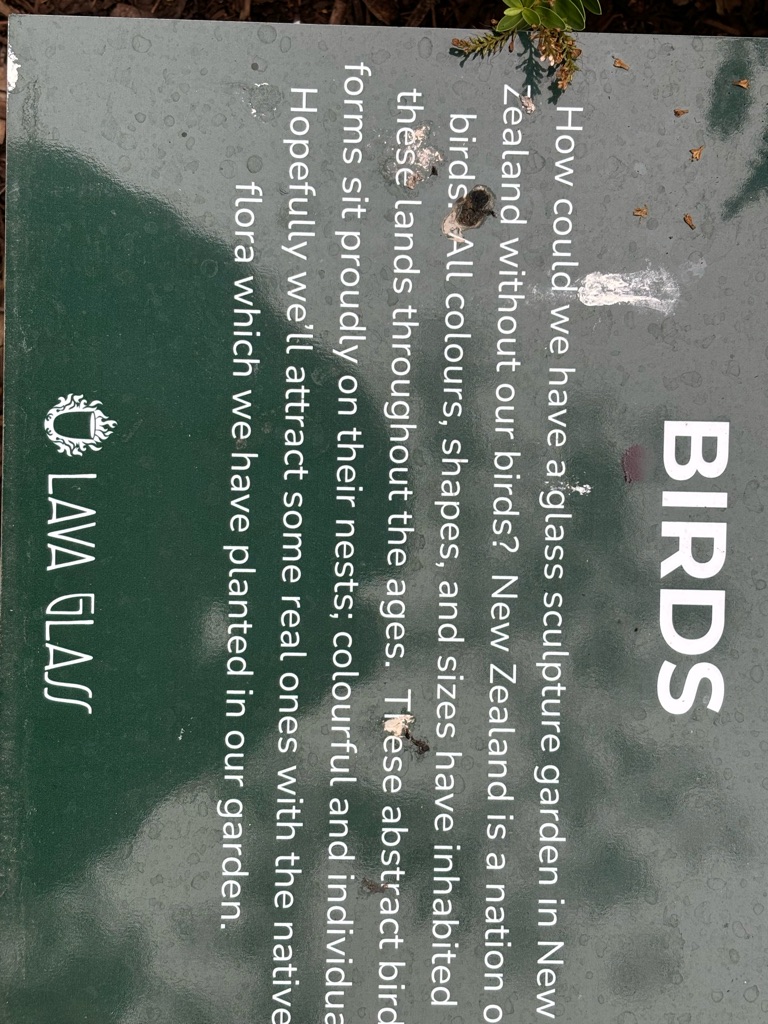 BIRDS
How could we have a glass sculpture garden in New
Zealand without our birds? New Zealand is a nation o
birds. All colours, shapes, and sizes have inhabited
these lands throughout the ages. These abstract bird
forms sit proudly on their nests; colourful and individua
Hopefully we'll attract some real ones with the native
flora which we have planted in our garden.
LAVA GLASS